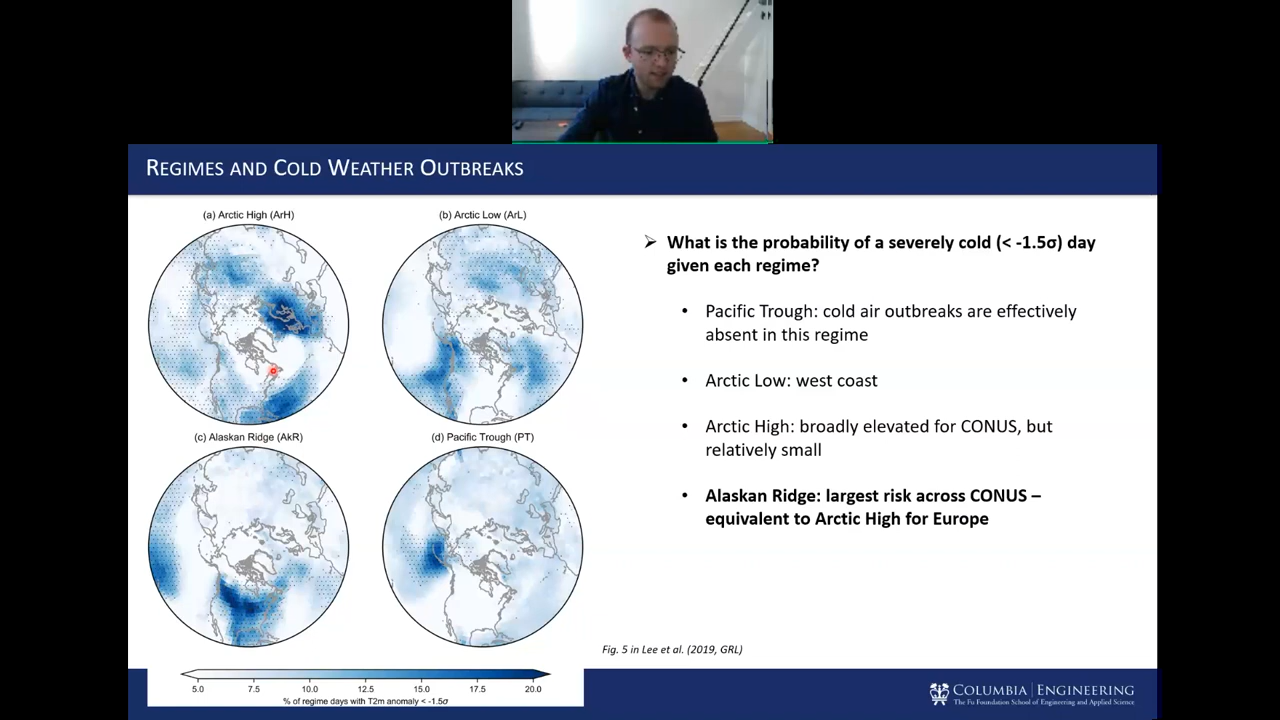 REGIMES AND COLD WEATHER OUTBREAKS
(a) Arctic High (ArH)
(b) Arctic Low (ArL)
(c) Alaskan Ridge (AkR)
(d) Pacific Trough (PT)
5.0 7.5 10.0 12.5 15.0 17.5 20.0
% of regime days with T2m anomaly < -1.5σ
➢ What is the probability of a severely cold (< -1.5σ) day
given each regime?
• Pacific Trough: cold air outbreaks are effectively
absent in this regime
• Arctic Low: west coast
• Arctic High: broadly elevated for CONUS, but
relatively small
• Alaskan Ridge: largest risk across CONUS –
equivalent to Arctic High for Europe
Fig. 5 in Lee et al. (2019, GRL)
COLUMBIA | ENGINEERING
The Fu Foundation School of Engineering and Applied Science